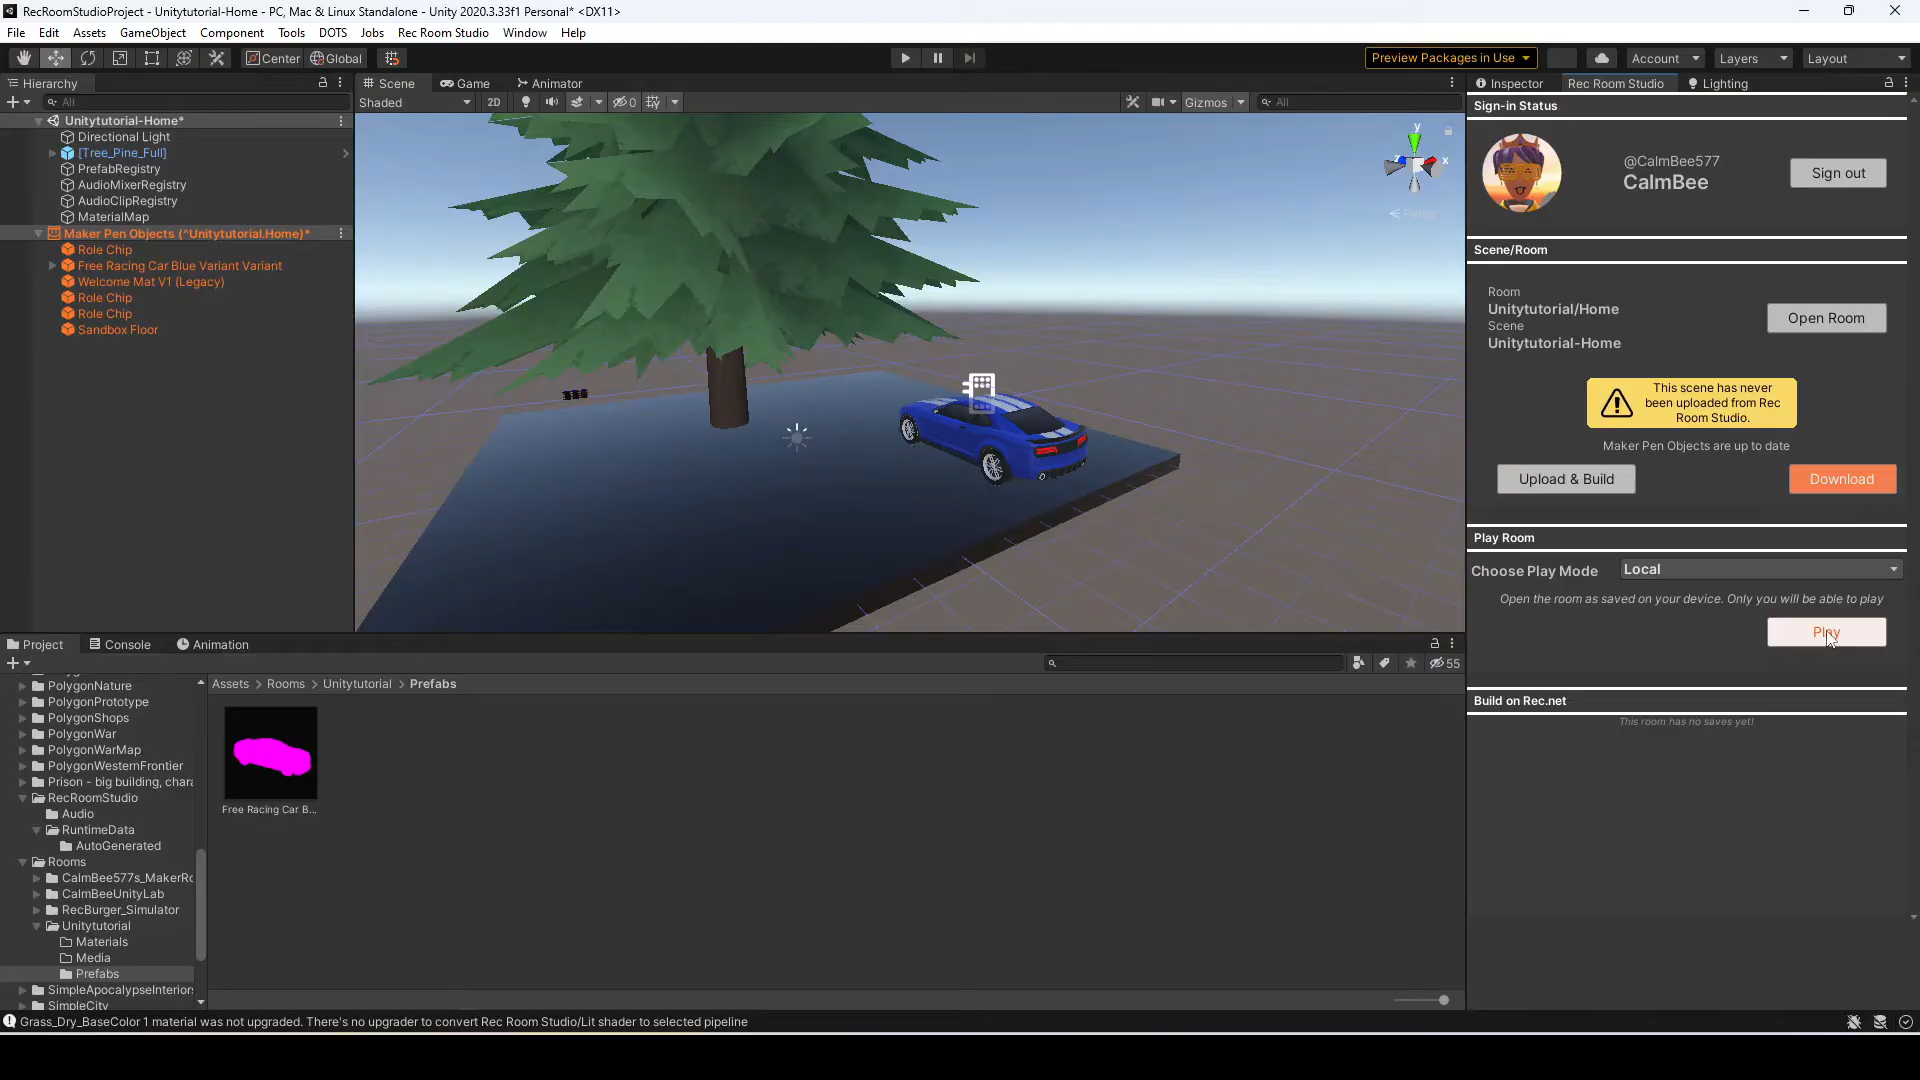 RecRoomStudioProject - Unitytutorial-Home - PC, Mac & Linux Standalone - Unity 2020.3.33f1 Personal* <DX11>
File Edit Assets GameObject Component Tools DOTS Jobs Rec Room Studio Window Help
Center Global Preview Packages in Use Account Layers Layout
Hierarchy Scene Game Animator Inspector Rec Room Studio Lighting
All Shaded 2D 0 Gizmos All
Unitytutorial-Home*
Directional Light
[Tree_Pine_Full]
PrefabRegistry
AudioMixerRegistry
AudioClipRegistry
MaterialMap
Maker Pen Objects (^Unitytutorial.Home)*
Role Chip
Free Racing Car Blue Variant Variant
Welcome Mat V1 (Legacy)
Role Chip
Role Chip
Sandbox Floor
y
z x
Persp
Sign-in Status
@CalmBee577
CalmBee
Sign out
Scene/Room
Room
Unitytutorial/Home
Scene
Unitytutorial-Home
Open Room
This scene has never
been uploaded from Rec
Room Studio.
Maker Pen Objects are up to date
Upload & Build Download
Play Room
Choose Play Mode Local
Open the room as saved on your device. Only you will be able to play
Play
Build on Rec.net
This room has no saves yet!
Project Console Animation
55
Assets > Rooms > Unitytutorial > Prefabs
PolygonNature
PolygonPrototype
PolygonShops
PolygonWar
PolygonWarMap
PolygonWesternFrontier
Prison - big building, chara
RecRoomStudio
Audio
RuntimeData
AutoGenerated
Rooms
CalmBee577s_MakerRo
CalmBeeUnityLab
RecBurger_Simulator
Unitytutorial
Materials
Media
Prefabs
SimpleApocalypseInteriors
SimpleCity
Free Racing Car B...
Grass_Dry_BaseColor 1 material was not upgraded. There's no upgrader to convert Rec Room Studio/Lit shader to selected pipeline